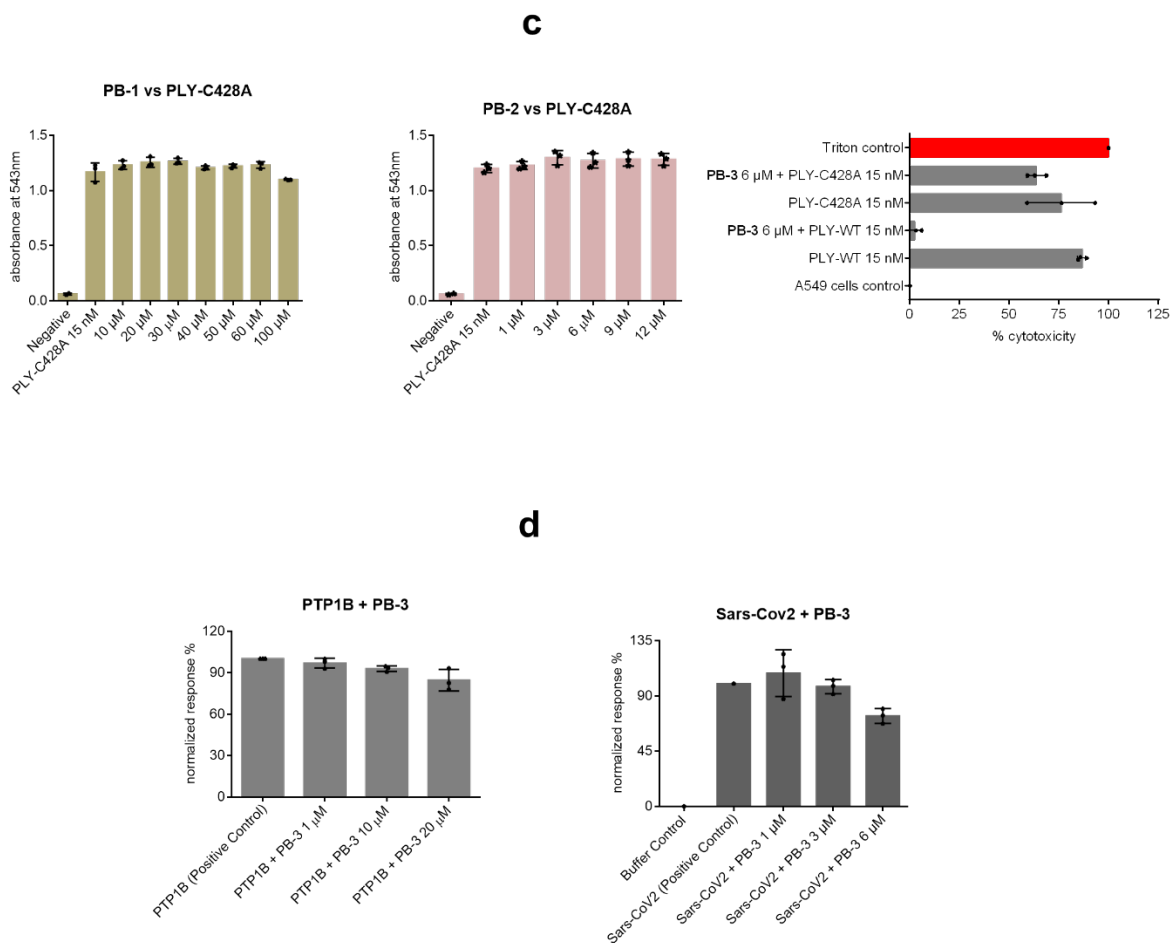 c
PB-1 vs PLY-C428A
absorbance at 543nm
1.5
1.0
0.5
0.0
Negative
PLY-C428A 15 nM
10 µM
20 µM
30 µM
40 µM
50 µM
60 µM
100 µM
PB-2 vs PLY-C428A
absorbance at 543nm
1.5
1.0
0.5
0.0
Negative
PLY-C428A 15 nM
1 µM
3 µM
6 µM
9 µM
12 µM
Triton control
PB-3 6 µM + PLY-C428A 15 nM
PLY-C428A 15 nM
PB-3 6 µM + PLY-WT 15 nM
PLY-WT 15 nM
A549 cells control
0 25 50 75 100 125
% cytotoxicity
d
PTP1B + PB-3
normalized response %
120
90
60
30
0
PTP1B (Positive Control)
PTP1B + PB-3 1 µM
PTP1B + PB-3 10 µM
PTP1B + PB-3 20 µM
Sars-Cov2 + PB-3
normalized response %
135
90
45
0
Buffer Control
Sars-CoV2 (Positive Control)
Sars-CoV2 + PB-3 1 µM
Sars-CoV2 + PB-3 3 µM
Sars-CoV2 + PB-3 6 µM